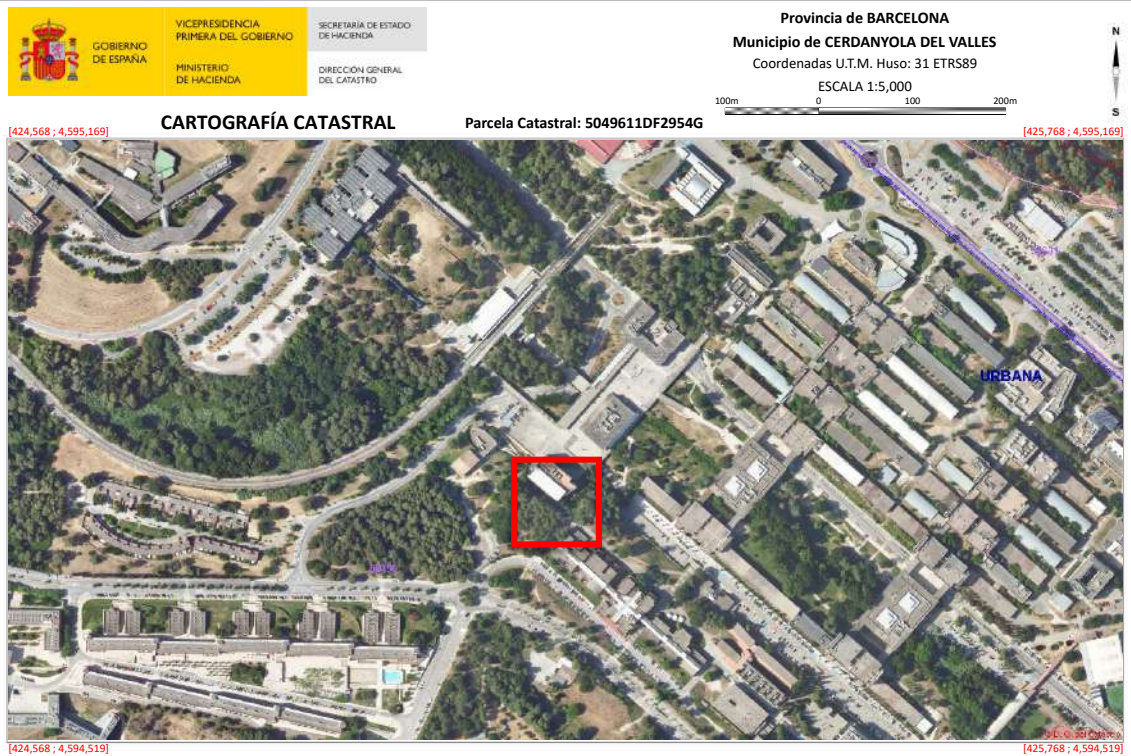 GOBIERNO
DE ESPAÑA
VICEPRESIDENCIA
PRIMERA DEL GOBIERNO
MINISTERIO
DE HACIENDA
SECRETARÍA DE ESTADO
DE HACIENDA
DIRECCIÓN GENERAL
DEL CATASTRO
Provincia de BARCELONA
Municipio de CERDANYOLA DEL VALLES
Coordenadas U.T.M. Huso: 31 ETRS89
ESCALA 1:5,000
100m 0 100 200m
N
S
CARTOGRAFÍA CATASTRAL
Parcela Catastral: 5049611DF2954G
[424,568 ; 4,595,169]
[425,768 ; 4,595,169]
URBANA
[424,568 ; 4,594,519]
[425,768 ; 4,594,519]